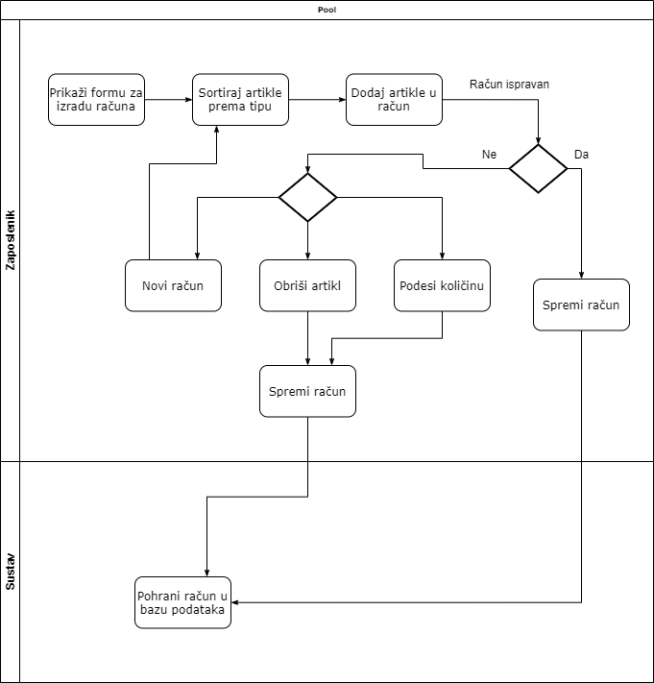 Pool
Zaposlenik
Prikaži formu za
izradu računa
Sortiraj artikle
prema tipu
Dodaj artikle u
račun
Račun ispravan
Ne
Da
Novi račun
Obriši artikl
Podesi količinu
Spremi račun
Spremi račun
Sustav
Pohrani račun u
bazu podataka